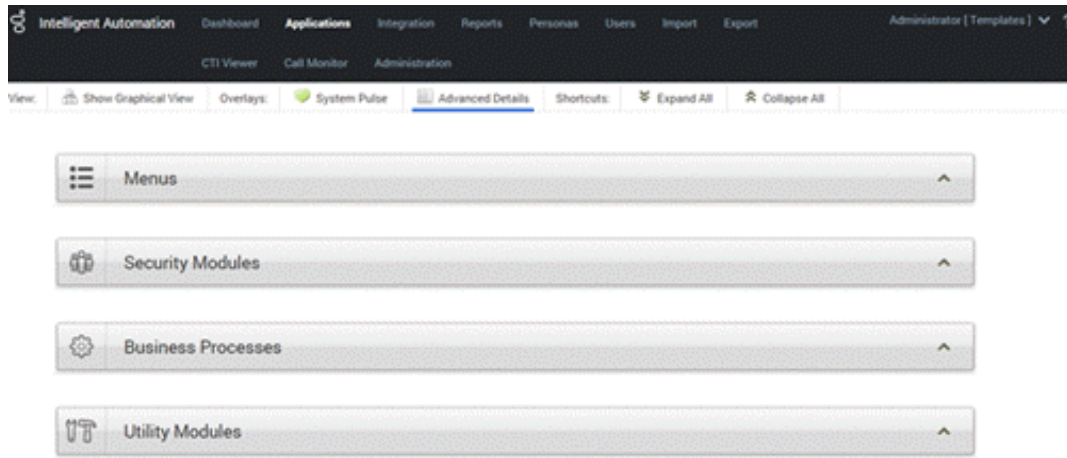 Intelligent Automation Dashboard Applications Integration Reports Personas Users Import Export Administrator [ Templates ]
CTI Viewer Call Monitor Administration
View: Show Graphical View Overlays: System Pulse Advanced Details Shortcuts: Expand All Collapse All
Menus
Security Modules
Business Processes
Utility Modules